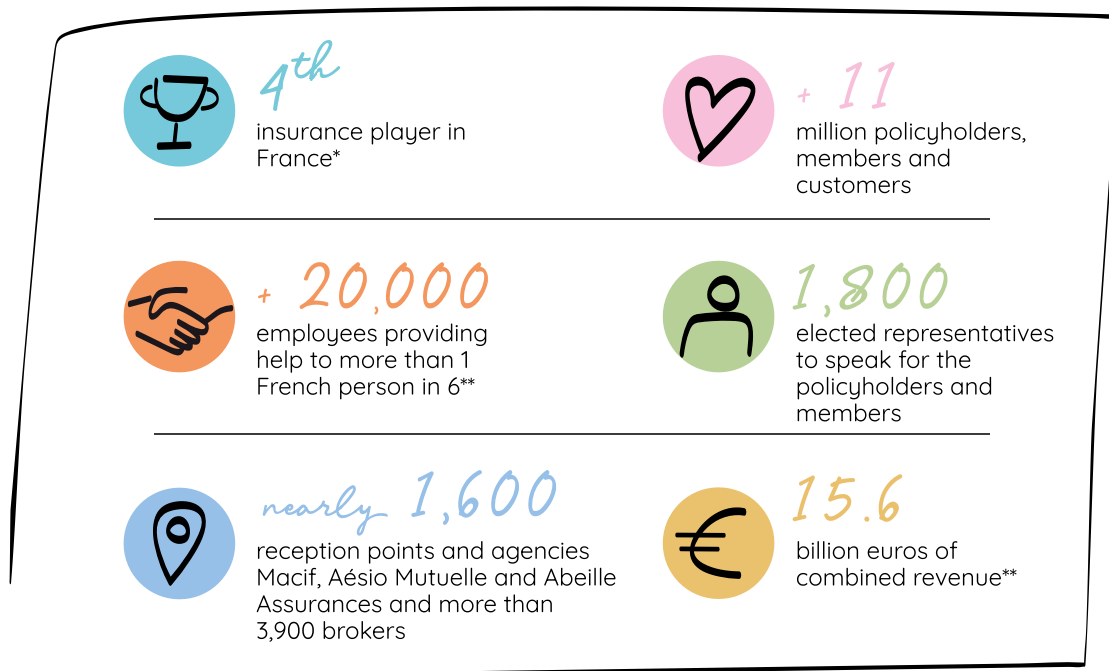 4th
insurance player in
France*
+ 11
million policyholders,
members and
customers
+ 20,000
employees providing
help to more than 1
French person in 6**
1,800
elected representatives
to speak for the
policyholders and
members
nearly 1,600
reception points and agencies
Macif, Aésio Mutuelle and Abeille
Assurances and more than
3,900 brokers
15.6
billion euros of
combined revenue**